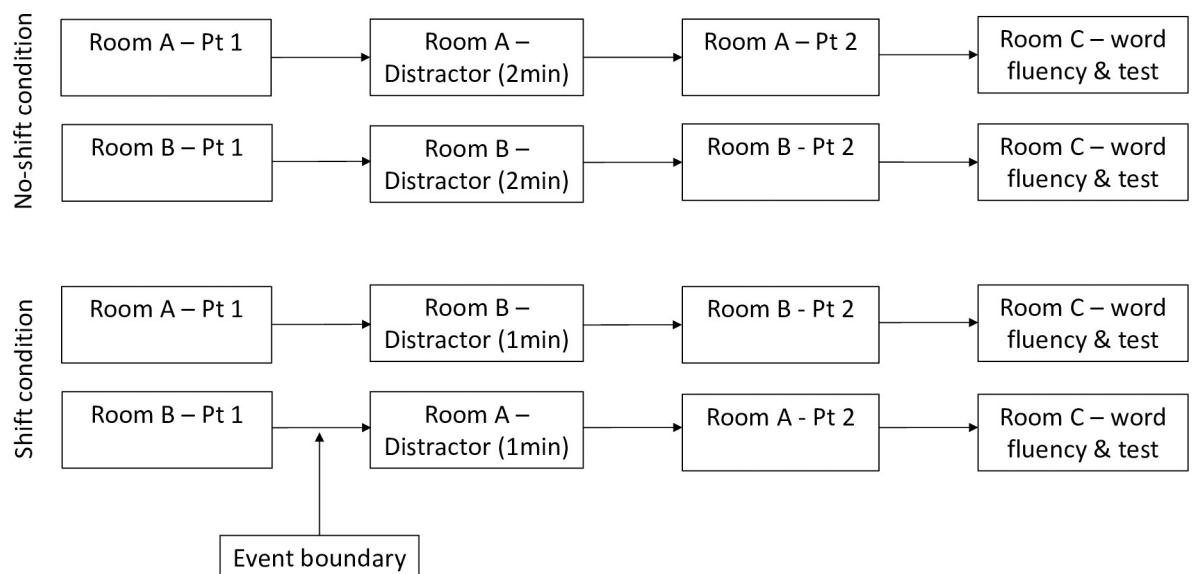 No-shift condition
Room A – Pt 1
Room A –
Distractor (2min)
Room A – Pt 2
Room C – word
fluency & test
Room B – Pt 1
Room B –
Distractor (2min)
Room B - Pt 2
Room C – word
fluency & test
Shift condition
Room A – Pt 1
Room B –
Distractor (1min)
Room B - Pt 2
Room C – word
fluency & test
Room B – Pt 1
Room A –
Distractor (1min)
Room A - Pt 2
Room C – word
fluency & test
Event boundary